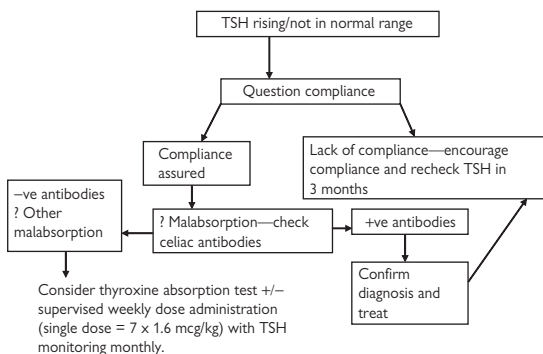 TSH rising/not in normal range
Question compliance
Compliance
assured
Lack of compliance—encourage
compliance and recheck TSH in
3 months
–ve antibodies
? Other
malabsorption
? Malabsorption—check
celiac antibodies
+ve antibodies
Confirm
diagnosis and
treat
Consider thyroxine absorption test +/–
supervised weekly dose administration
(single dose = 7 x 1.6 mcg/kg) with TSH
monitoring monthly.